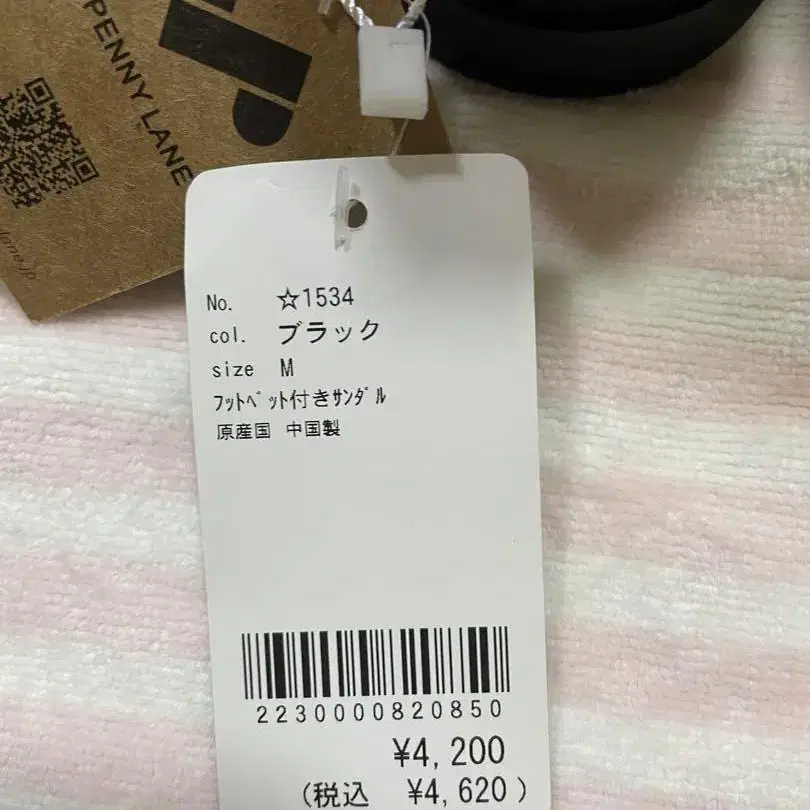 PENNY LANE
No. ☆1534
col. ブラック
size M
ﾌｯﾄﾍﾞｯﾄ付きｻﾝﾀﾞﾙ
原産国 中国製
2230000820850
¥4,200
(税込 ¥4,620)